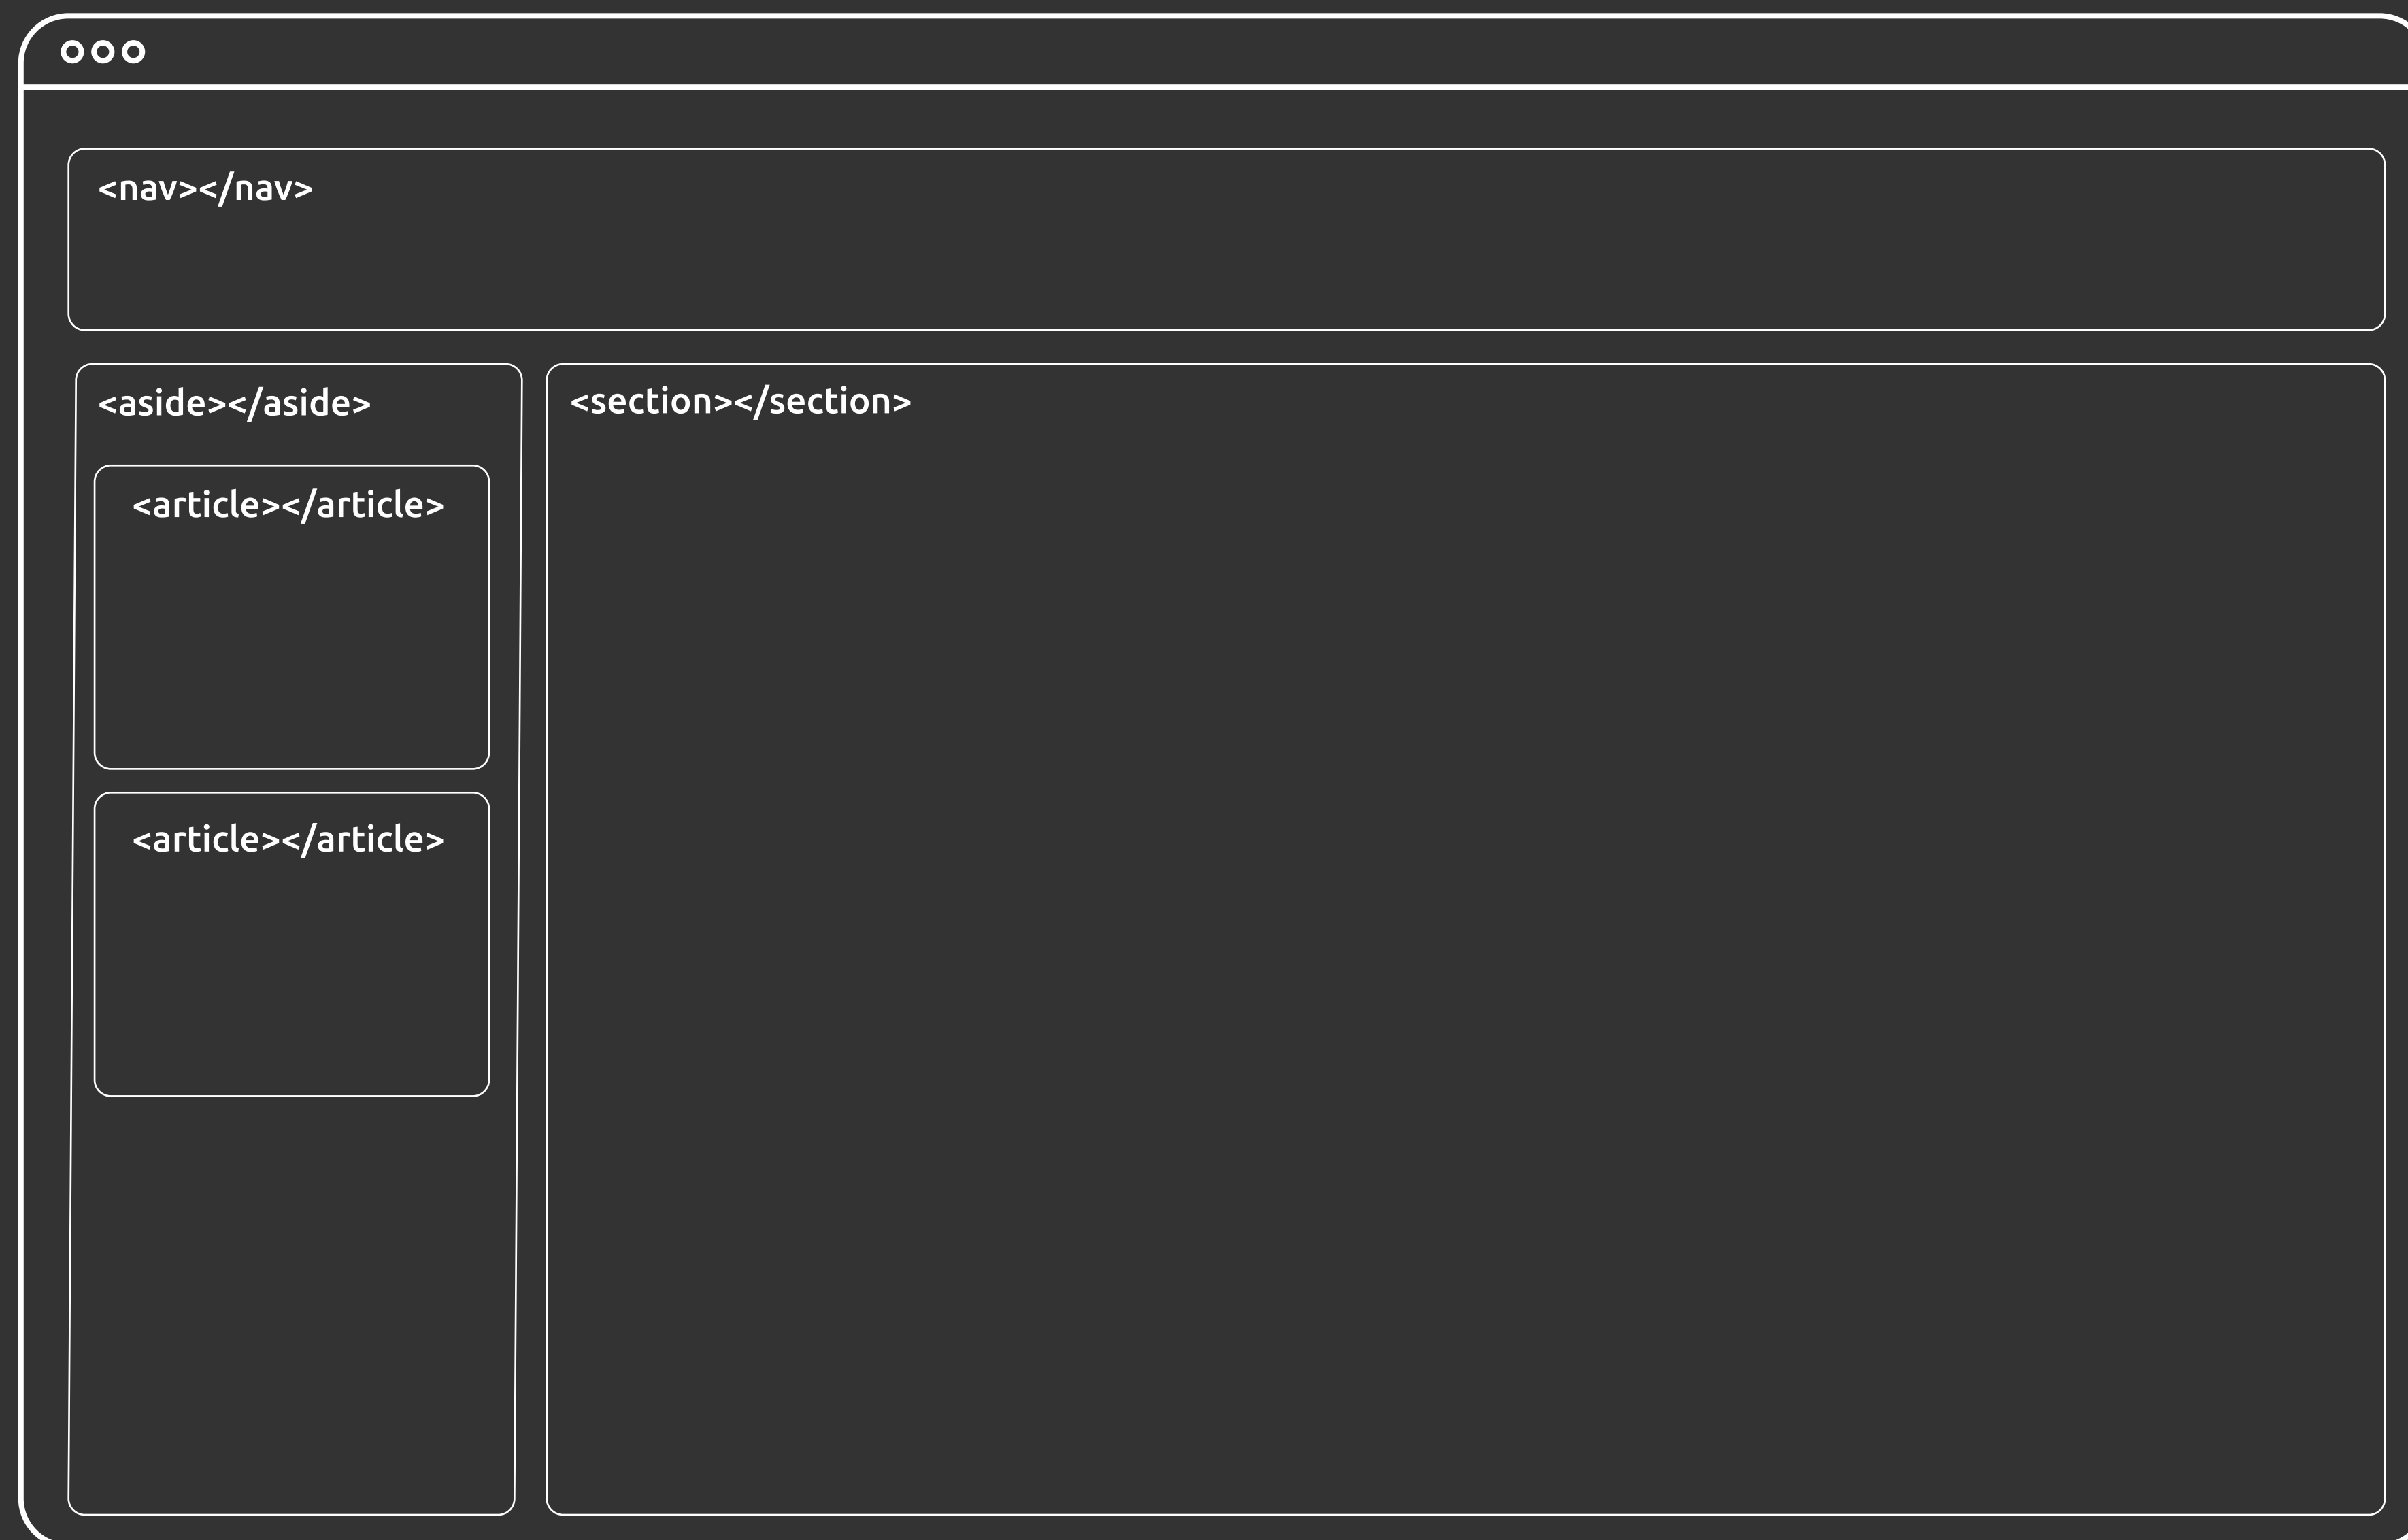 <nav></nav>
<aside></aside>
<section></section>
<article></article>
<article></article>